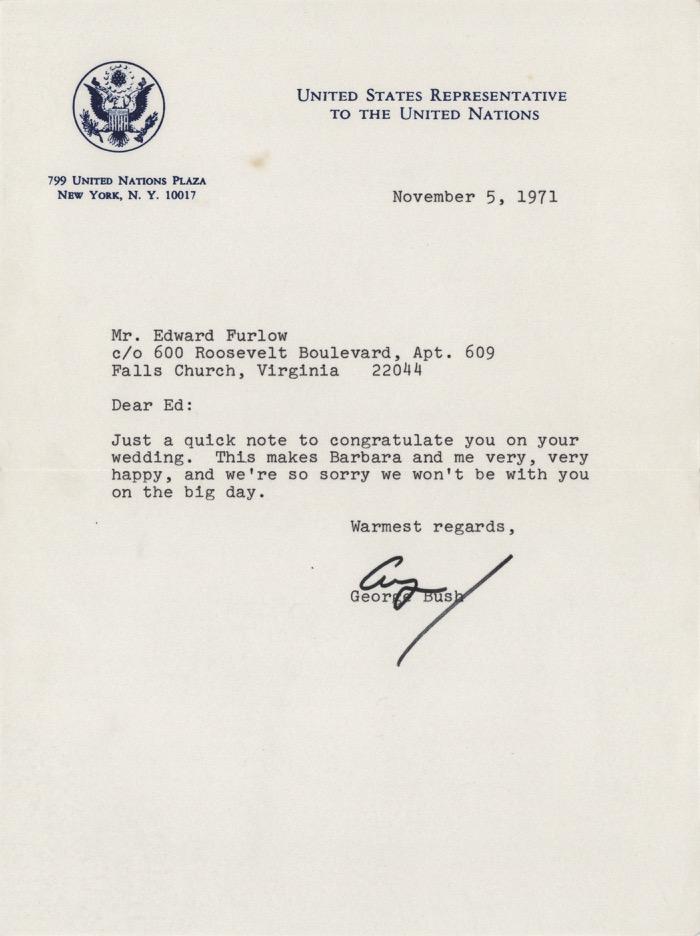 UNITED STATES REPRESENTATIVE
TO THE UNITED NATIONS
799 UNITED NATIONS PLAZA
NEW YORK, N. Y. 10017
November 5, 1971
Mr. Edward Furlow
c/o 600 Roosevelt Boulevard, Apt. 609
Falls Church, Virginia 22044
Dear Ed:
Just a quick note to congratulate you on your
wedding. This makes Barbara and me very, very
happy, and we're so sorry we won't be with you
on the big day.
Warmest regards,
George Bush